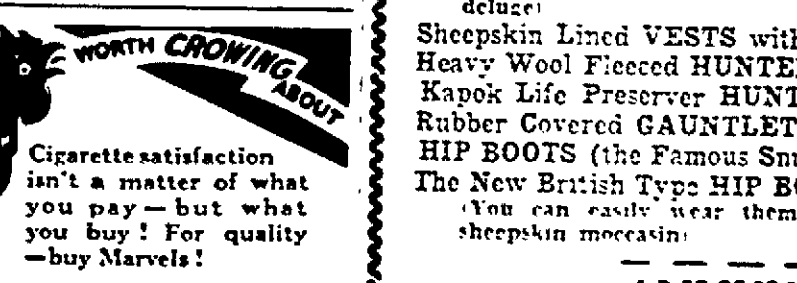 WORTH CROWING ABOUT
Cigarette satisfaction
isn't a matter of what
you pay — but what
you buy! For quality
— buy Marvels!
deluge)
Sheepskin Lined VESTS with
Heavy Wool Fleeced
Kapok Life Preserver
Rubber Covered GAUNTLET
HIP BOOTS (the Famous
The New British Type HIP
(You can easily wear them
sheepskin moccasin)